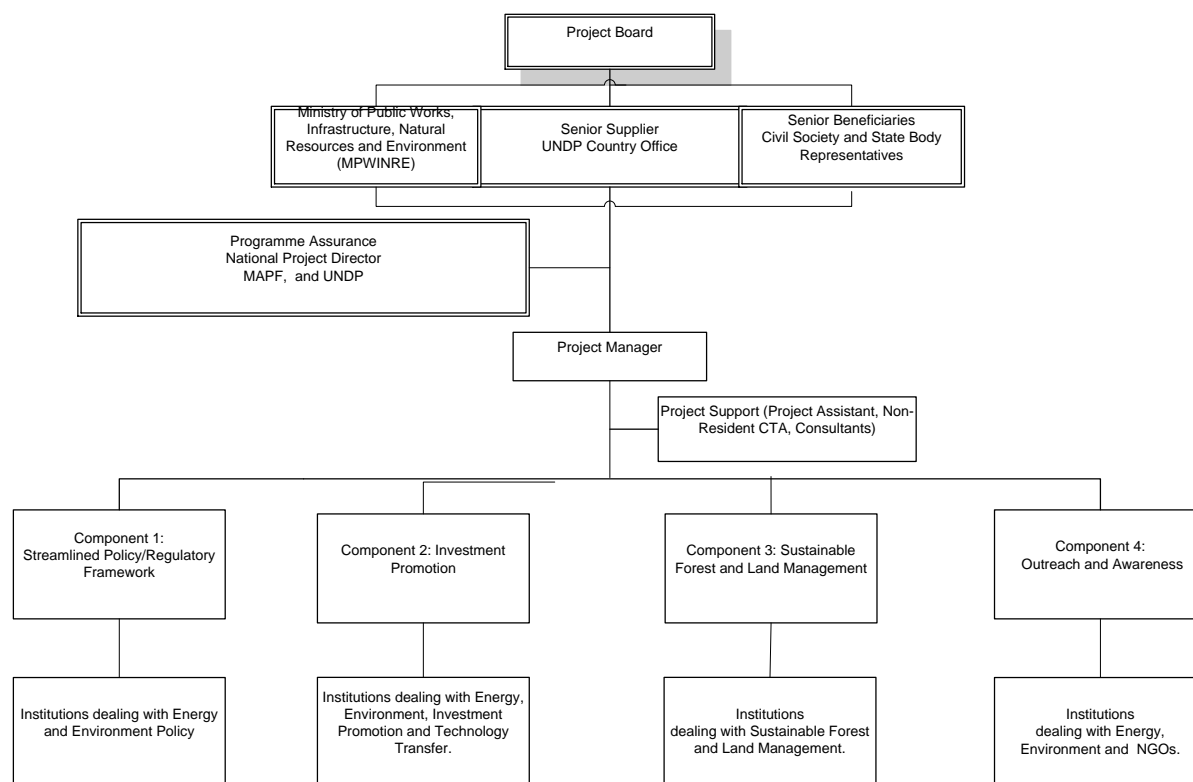 Project Board
Ministry of Public Works,
Infrastructure, Natural
Resources and Environment
(MPWINRE)
Senior Supplier
UNDP Country Office
Senior Beneficiaries
Civil Society and State Body
Representatives
Programme Assurance
National Project Director
MAPF,  and UNDP
Project Manager
Project Support (Project Assistant, Non-
Resident CTA, Consultants)
Component 1:
Streamlined Policy/Regulatory
Framework
Component 2: Investment
Promotion
Component 3: Sustainable
Forest and Land Management
Component 4:
Outreach and Awareness
Institutions dealing with Energy
and Environment Policy
Institutions dealing with Energy,
Environment, Investment
Promotion and Technology
Transfer.
Institutions
dealing with Sustainable Forest
and Land Management.
Institutions
dealing with Energy,
Environment and  NGOs.